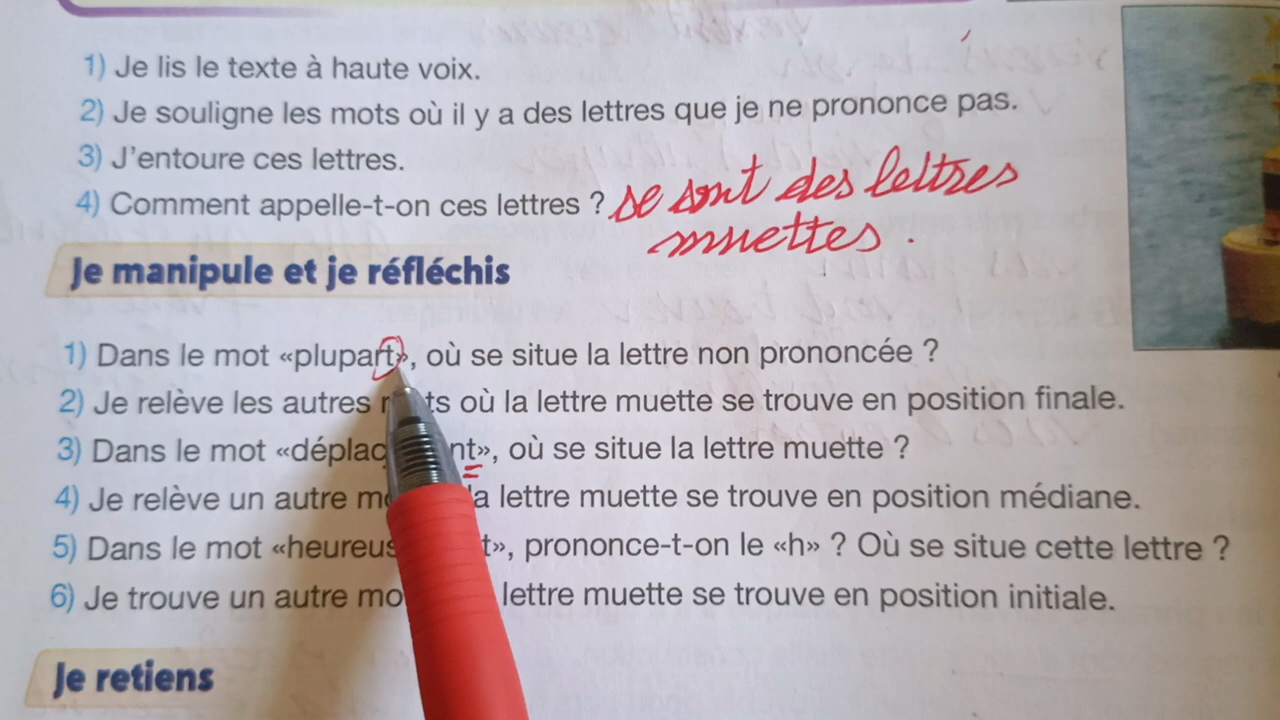 1) Je lis le texte à haute voix.
2) Je souligne les mots où il y a des lettres que je ne prononce pas.
3) J'entoure ces lettres.
4) Comment appelle-t-on ces lettres ? se sont des lettres
muettes.
Je manipule et je réfléchis
1) Dans le mot «plupart», où se situe la lettre non prononcée ?
2) Je relève les autres où la lettre muette se trouve en position finale.
3) Dans le mot où se situe la lettre muette ?
4) Je relève un autre la lettre muette se trouve en position médiane.
5) Dans le mot prononce-t-on le «h» ? Où se situe cette lettre ?
6) Je trouve un autre lettre muette se trouve en position initiale.
Je retiens